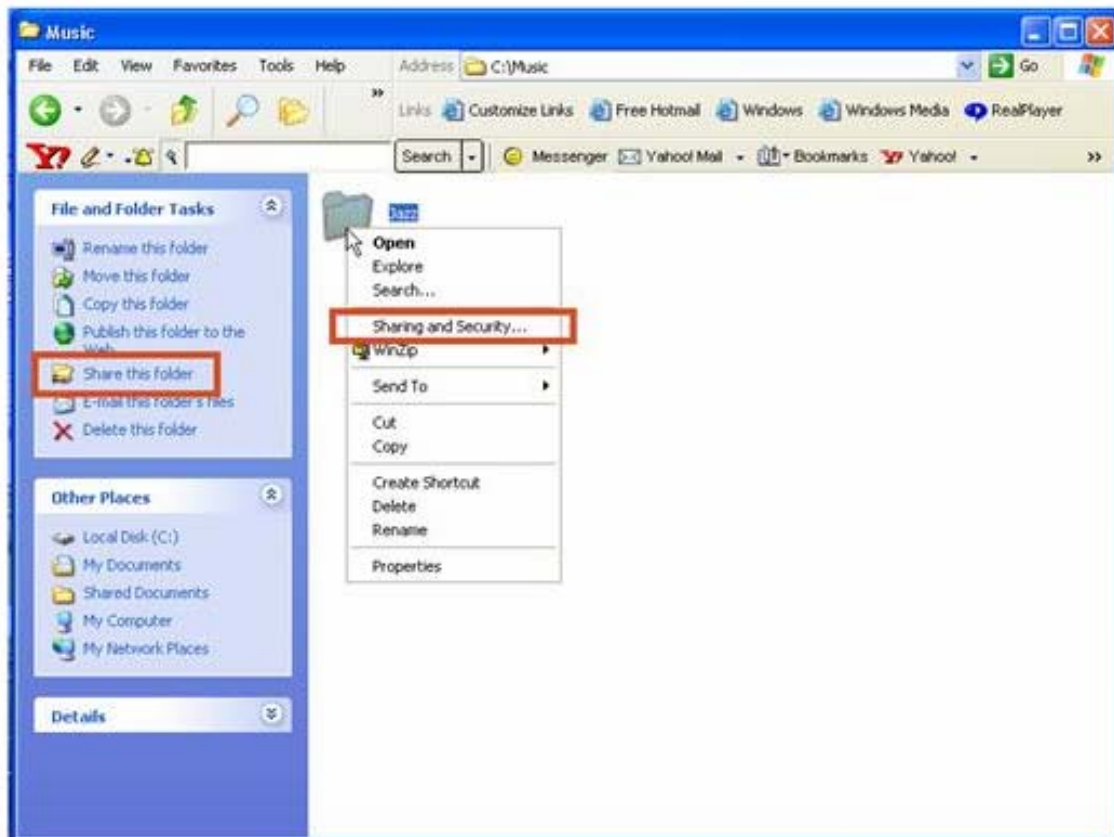 Music
File Edit View Favorites Tools Help Address C:\Music Go
Links Customize Links Free Hotmail Windows Windows Media RealPlayer
Y! Search Messenger Yahoo! Mail Bookmarks Yahoo!
File and Folder Tasks
Rename this folder
Move this folder
Copy this folder
Publish this folder to the
Web
Share this folder
E-mail this folder's files
Delete this folder
Other Places
Local Disk (C:)
My Documents
Shared Documents
My Computer
My Network Places
Details
Jazz
Open
Explore
Search...
Sharing and Security...
WinZip
Send To
Cut
Copy
Create Shortcut
Delete
Rename
Properties